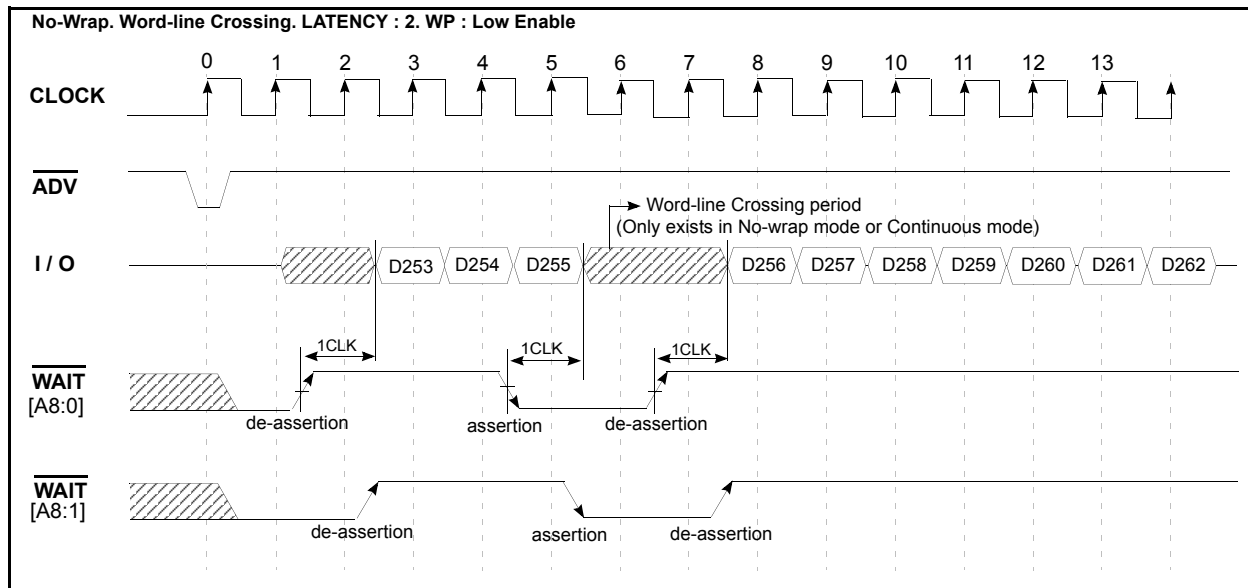 No-Wrap. Word-line Crossing. LATENCY : 2. WP : Low Enable
0 1 2 3 4 5 6 7 8 9 10 11 12 13
CLOCK
ADV
Word-line Crossing period
(Only exists in No-wrap mode or Continuous mode)
I / O
D253 D254 D255 D256 D257 D258 D259 D260 D261 D262
1CLK 1CLK 1CLK
WAIT
[A8:0]
de-assertion assertion de-assertion
WAIT
[A8:1]
de-assertion assertion de-assertion